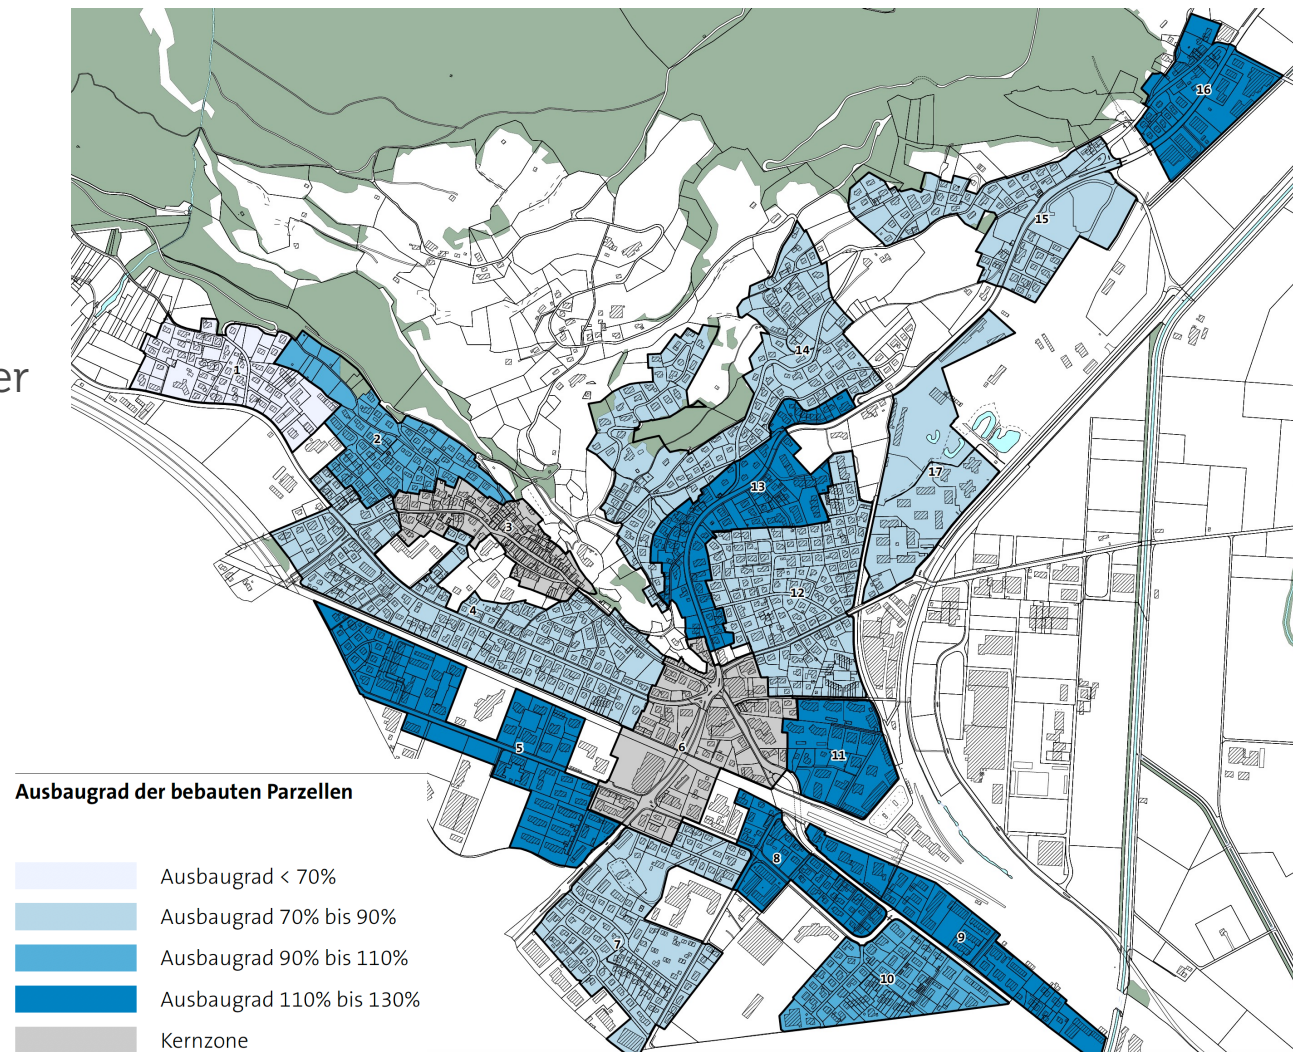 16
15
14
er
1
2
17
13
3
12
4
6
5
11
Ausbaugrad der bebauten Parzellen
8
Ausbaugrad < 70%
Ausbaugrad 70% bis 90%
7
9
Ausbaugrad 90% bis 110%
10
Ausbaugrad 110% bis 130%
Kernzone